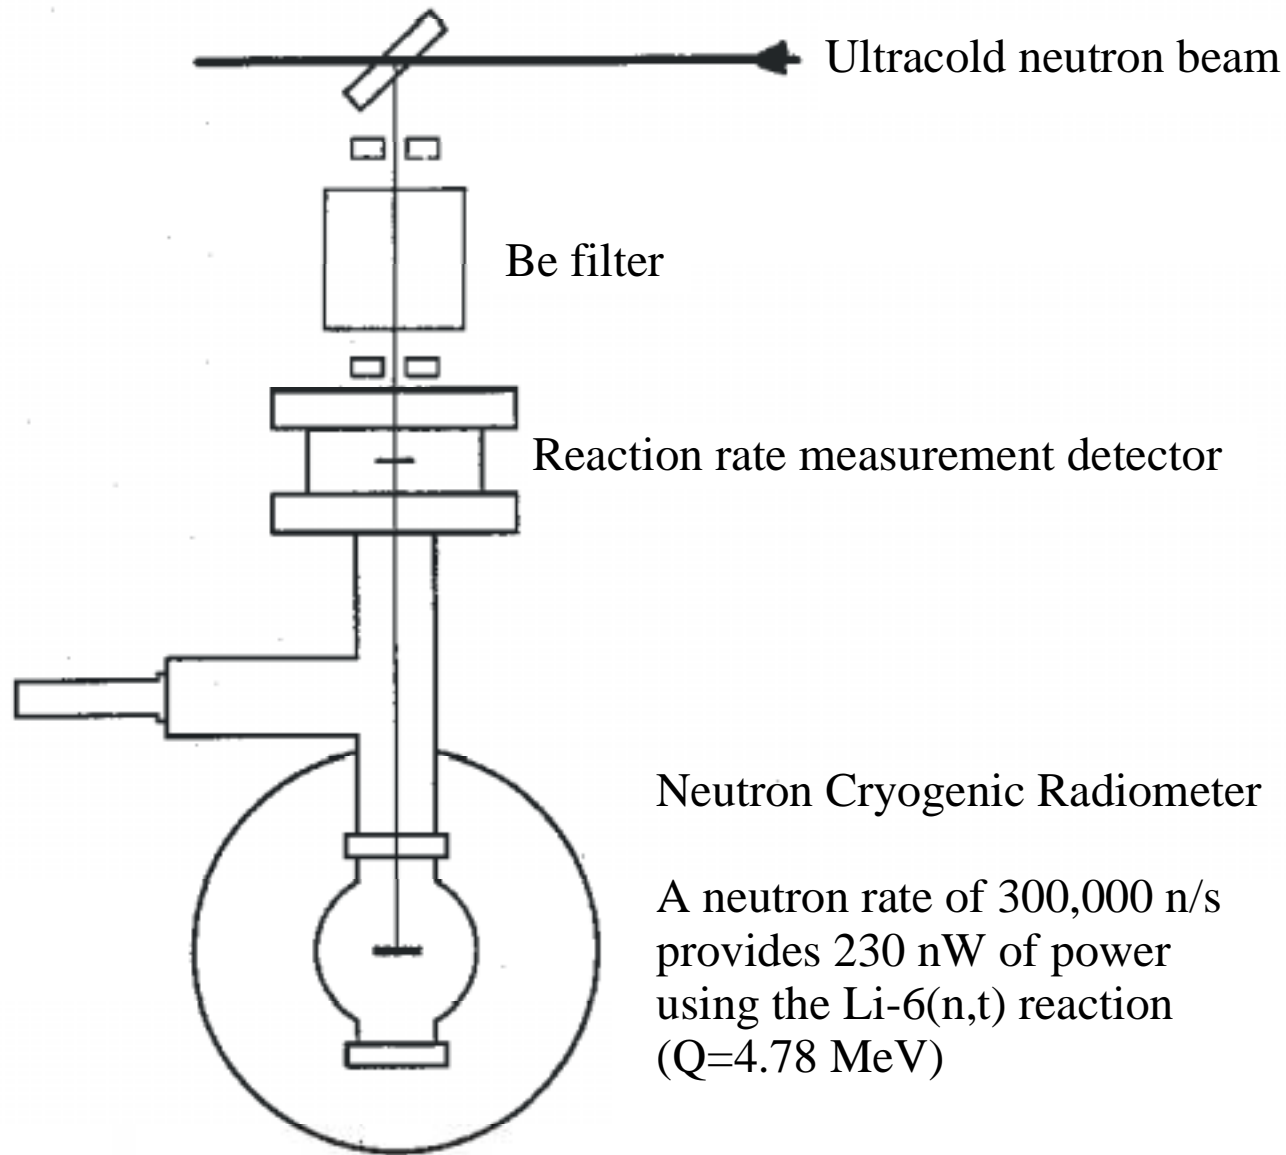 Ultracold neutron beam
Be filter
Reaction rate measurement detector
Neutron Cryogenic Radiometer
A neutron rate of 300,000 n/s
provides 230 nW of power
using the Li-6(n,t) reaction
(Q=4.78 MeV)